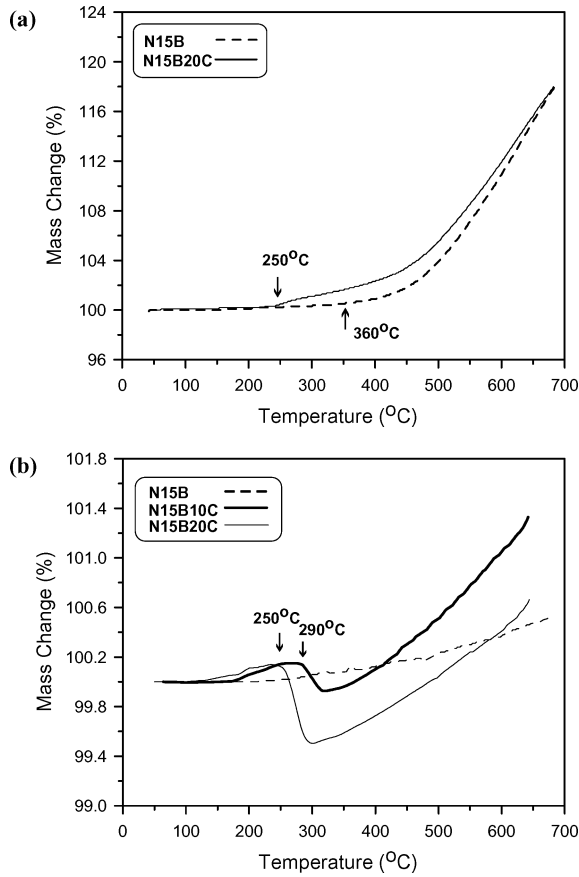 (a)
N15B
N15B20C
124
120
116
112
108
104
100
96
Mass Change (%)
250°C
360°C
0 100 200 300 400 500 600 700
Temperature (°C)
(b)
N15B
N15B10C
N15B20C
101.8
101.4
101.0
100.6
100.2
99.8
99.4
99.0
Mass Change (%)
250°C
290°C
0 100 200 300 400 500 600 700
Temperature (°C)